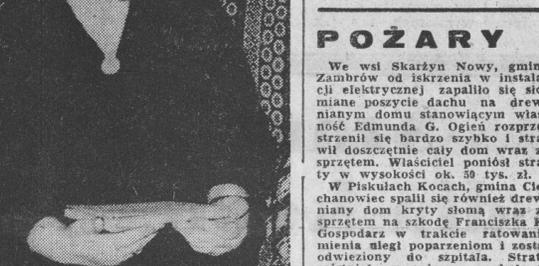 POŻARY
We wsi Skarżyn Nowy, gmin
Zambrów od iskrzenia w instala
cji elektrycznej zapaliło się sło
miane poszycie dachu na drew
nianym domu stanowiącym włas
ność Edmunda G. Ogień rozprze
strzenił się bardzo szybko i stra
wił doszczętnie cały dom wraz z
sprzętem. Właściciel poniósł stra
ty w wysokości ok. 50 tys. zł.
W Piskułach Kocach, gmina Cie
chanowiec spalił się również drew
niany dom kryty słomą wraz z
sprzętem na szkodę Franciszka K
Gospodarz w trakcie ratowani
mienia uległ poparzeniom i zosta
odwieziony do szpitala. Strat